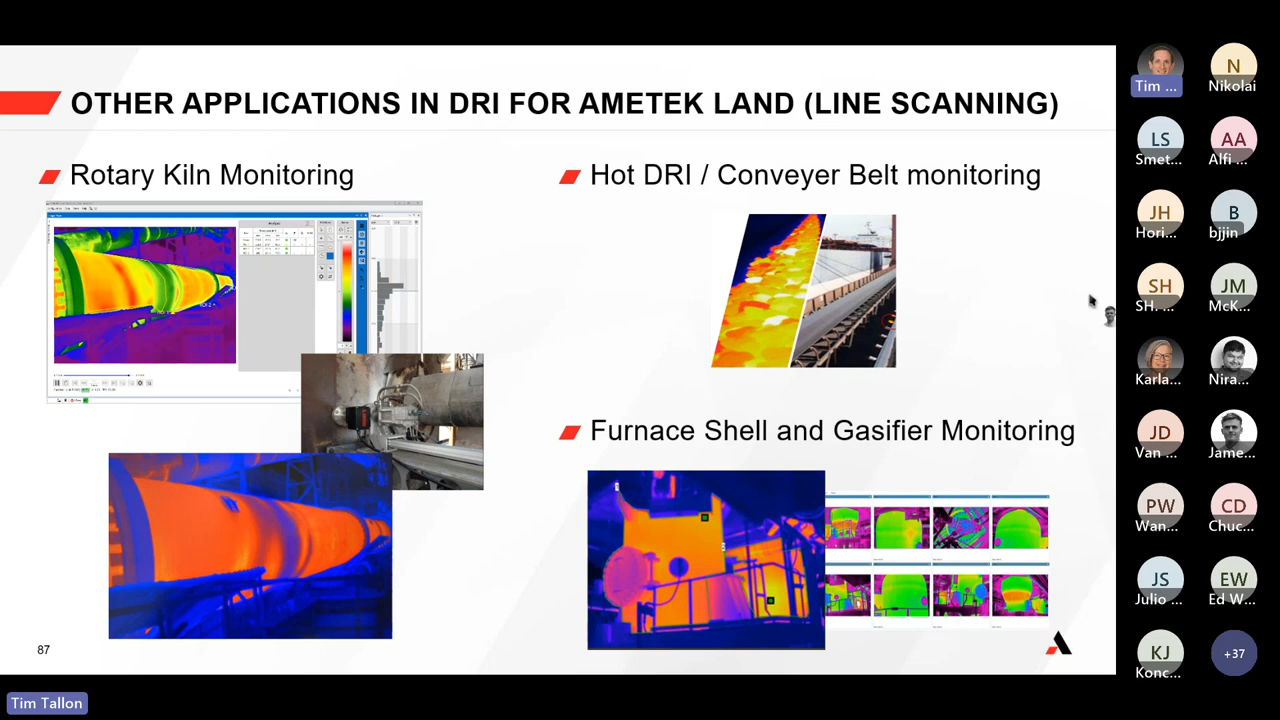 OTHER APPLICATIONS IN DRI FOR AMETEK LAND (LINE SCANNING)
Rotary Kiln Monitoring
Hot DRI / Conveyer Belt monitoring
Furnace Shell and Gasifier Monitoring
87
Tim Tallon
Tim ...
N
Nikolai
LS
Smet...
AA
Alfi ...
JH
Hori...
B
bjjin
SH
SH. ...
JM
McK...
Karla...
Nira...
JD
Van ...
Jame...
PW
Wan...
CD
Chuc...
JS
Julio ...
EW
Ed W...
KJ
Konc...
+37